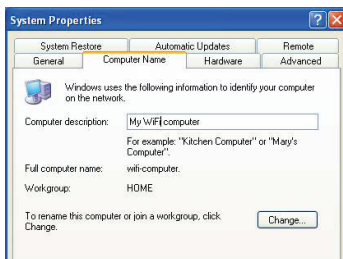 System Properties
System Restore Automatic Updates Remote
General Computer Name Hardware Advanced
Windows uses the following information to identify your computer
on the network.
Computer description: My WiFi computer
For example: "Kitchen Computer" or "Mary's
Computer".
Full computer name: wifi-computer.
Workgroup: HOME
To rename this computer or join a workgroup, click
Change.
Change...